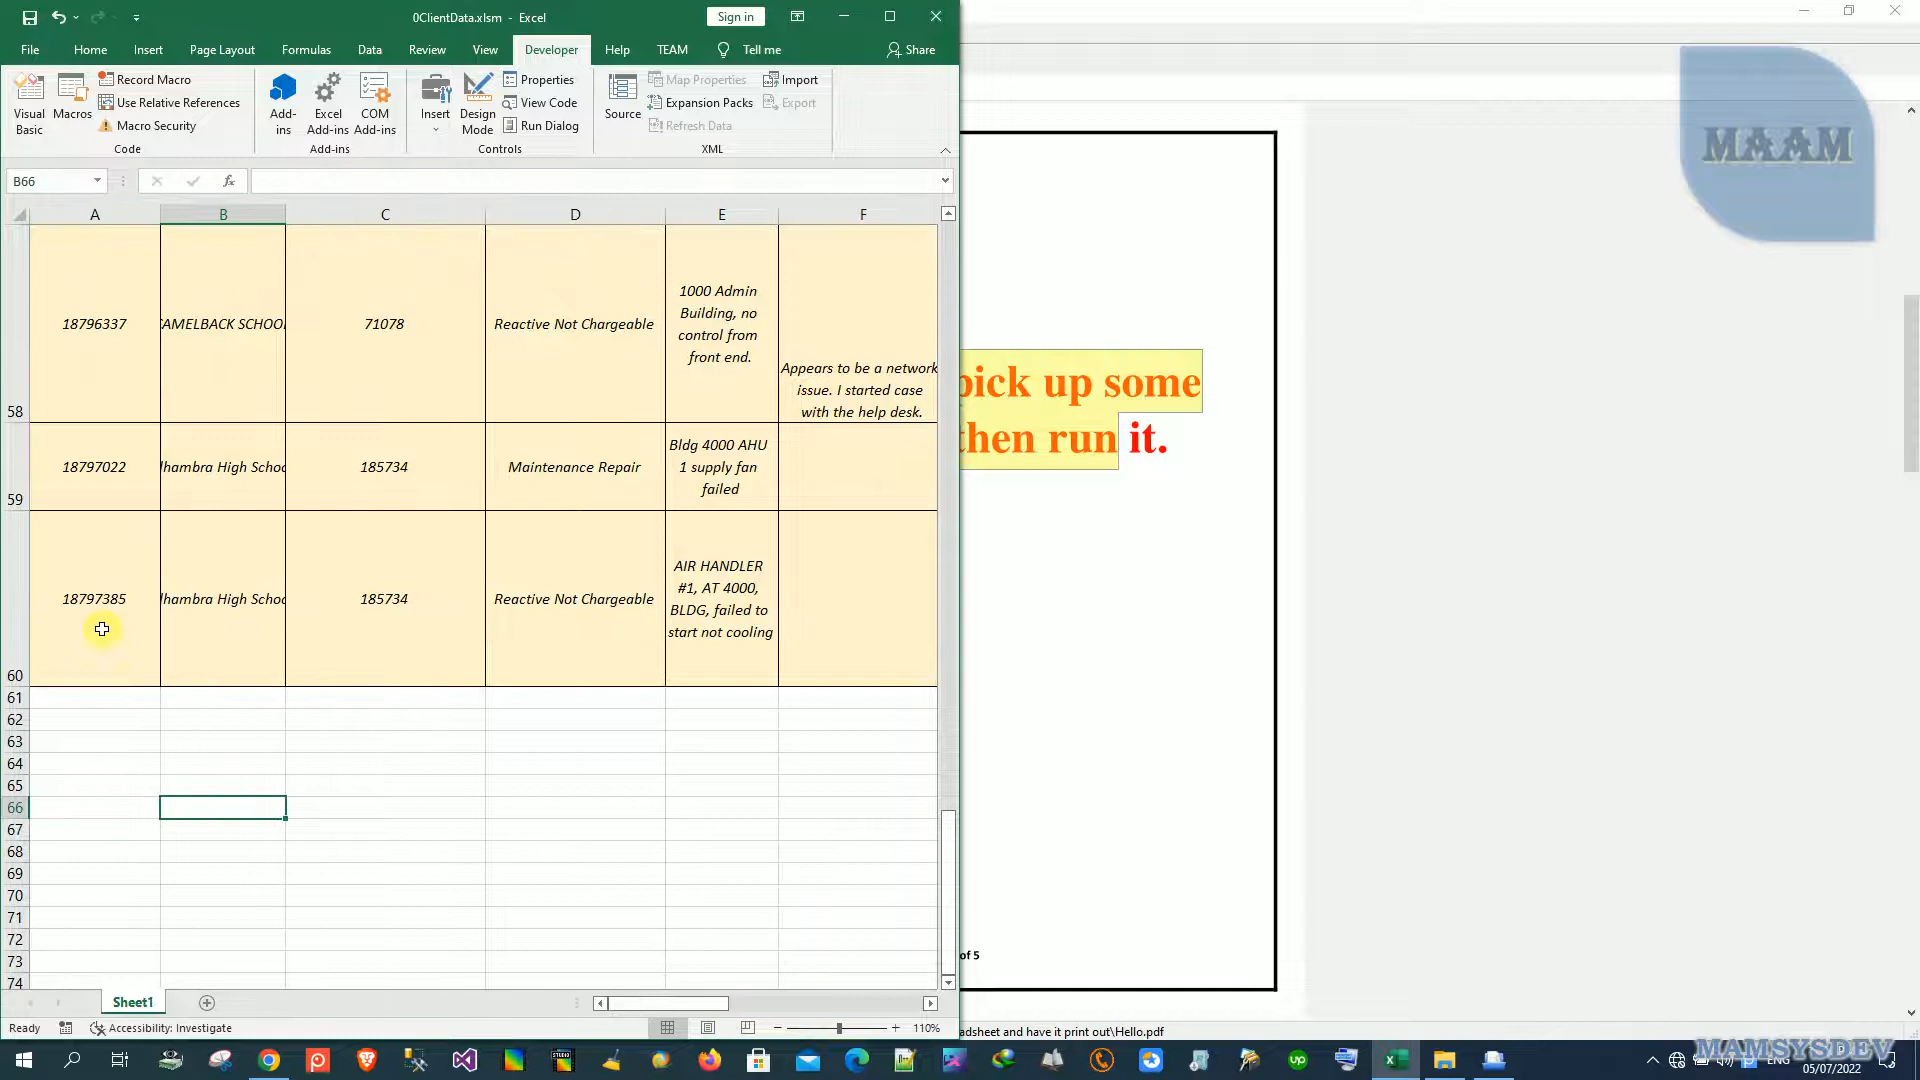 0ClientData.xlsm - Excel
Sign in
File Home Insert Page Layout Formulas Data Review View Developer Help TEAM Tell me Share
Visual Basic
Macros
Record Macro
Use Relative References
Macro Security
Code
Add-ins
Excel Add-ins
COM Add-ins
Add-ins
Insert
Design Mode
Properties
View Code
Run Dialog
Controls
Source
Map Properties
Expansion Packs
Refresh Data
Import
Export
XML
MAAM
B66
fx
A B C D E F
58
18796337
CAMELBACK SCHOOL
71078
Reactive Not Chargeable
1000 Admin
Building, no
control from
front end.
Appears to be a network
issue. I started case
with the help desk.
59
18797022
lhambra High Schoo
185734
Maintenance Repair
Bldg 4000 AHU
1 supply fan
failed
60
18797385
lhambra High Schoo
185734
Reactive Not Chargeable
AIR HANDLER
#1, AT 4000,
BLDG, failed to
start not cooling
61
62
63
64
65
66
67
68
69
70
71
72
73
74
pick up some
then run it.
of 5
Sheet1
Ready
Accessibility: Investigate
110%
adsheet and have it print out\Hello.pdf
MAMSYSDEV
ENG
05/07/2022